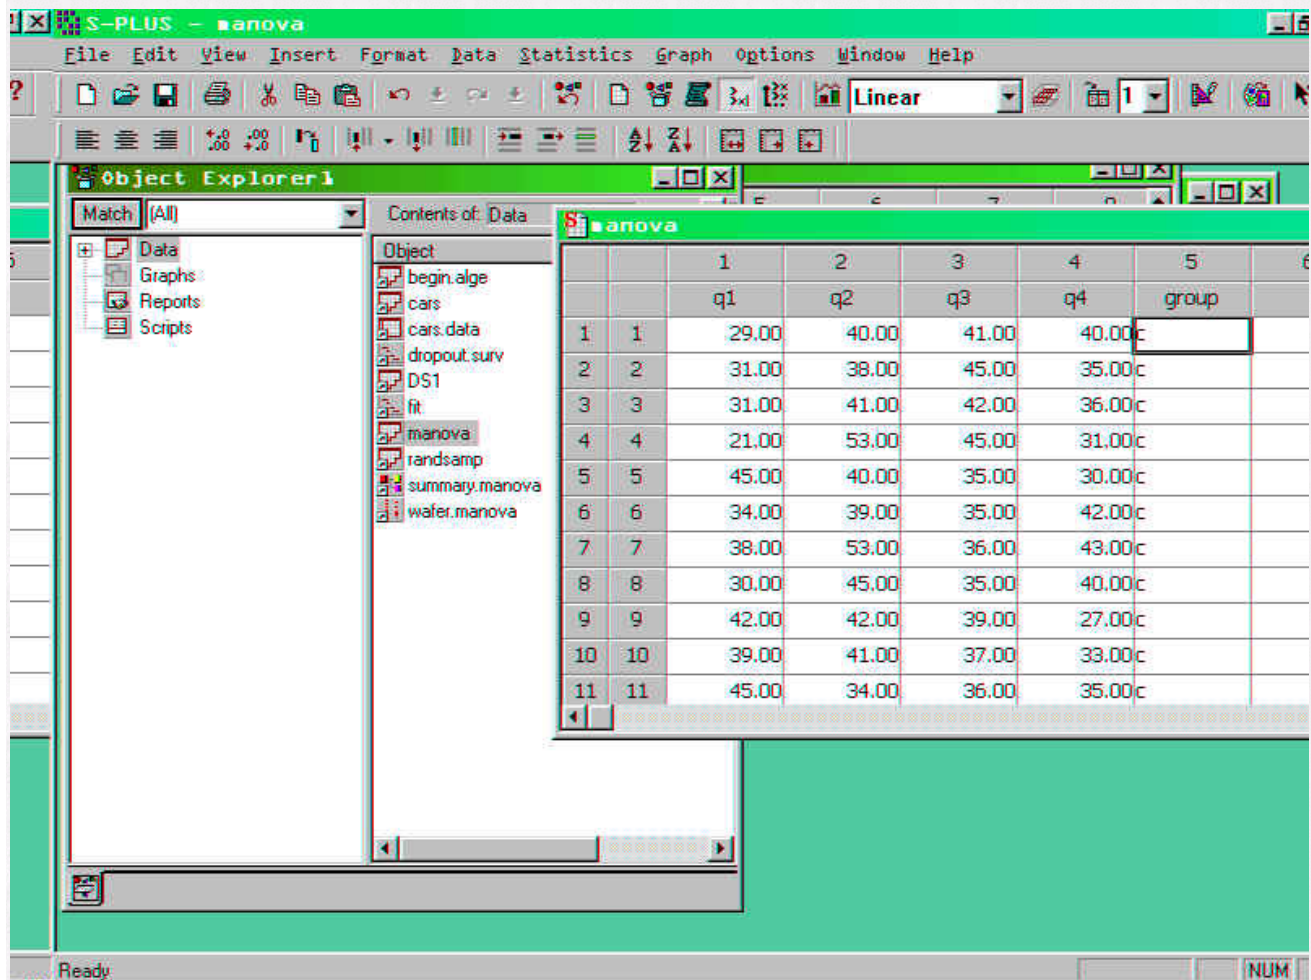 S-PLUS - manova
File Edit View Insert Format Data Statistics Graph Options Window Help
?
Linear
1
Object Explorer1
Match (All)
Contents of: Data
Data
Graphs
Reports
Scripts
Object
begin.alge
cars
cars.data
dropout.surv
DS1
fit
manova
randsamp
summary.manova
wafer.manova
manova
1 2 3 4 5 6
q1 q2 q3 q4 group
1 1 29.00 40.00 41.00 40.00 c
2 2 31.00 38.00 45.00 35.00 c
3 3 31.00 41.00 42.00 36.00 c
4 4 21.00 53.00 45.00 31.00 c
5 5 45.00 40.00 35.00 30.00 c
6 6 34.00 39.00 35.00 42.00 c
7 7 38.00 53.00 36.00 43.00 c
8 8 30.00 45.00 35.00 40.00 c
9 9 42.00 42.00 39.00 27.00 c
10 10 39.00 41.00 37.00 33.00 c
11 11 45.00 34.00 36.00 35.00 c
Ready
NUM